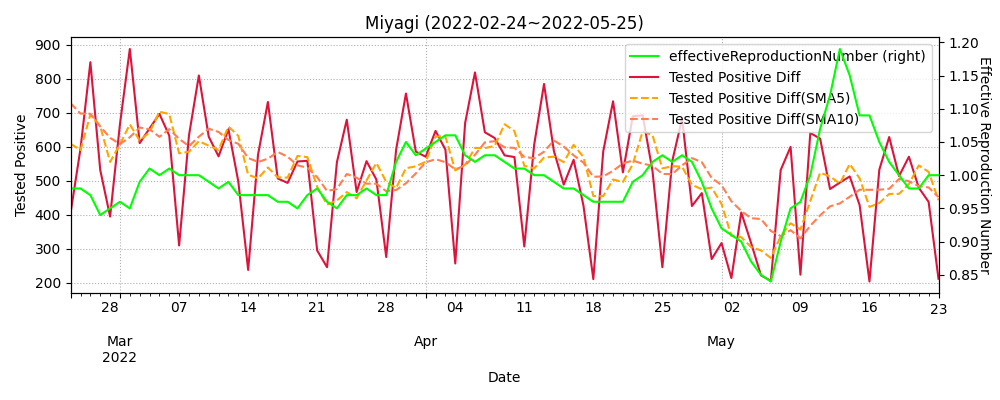 Miyagi (2022-02-24~2022-05-25)
effectiveReproductionNumber (right)
Tested Positive Diff
Tested Positive Diff(SMA5)
Tested Positive Diff(SMA10)
Tested Positive
900
800
700
600
500
400
300
200
Effective Reproduction Number
1.20
1.15
1.10
1.05
1.00
0.95
0.90
0.85
28 07 14 21 28 04 11 18 25 02 09 16 23
Mar Apr May
2022
Date